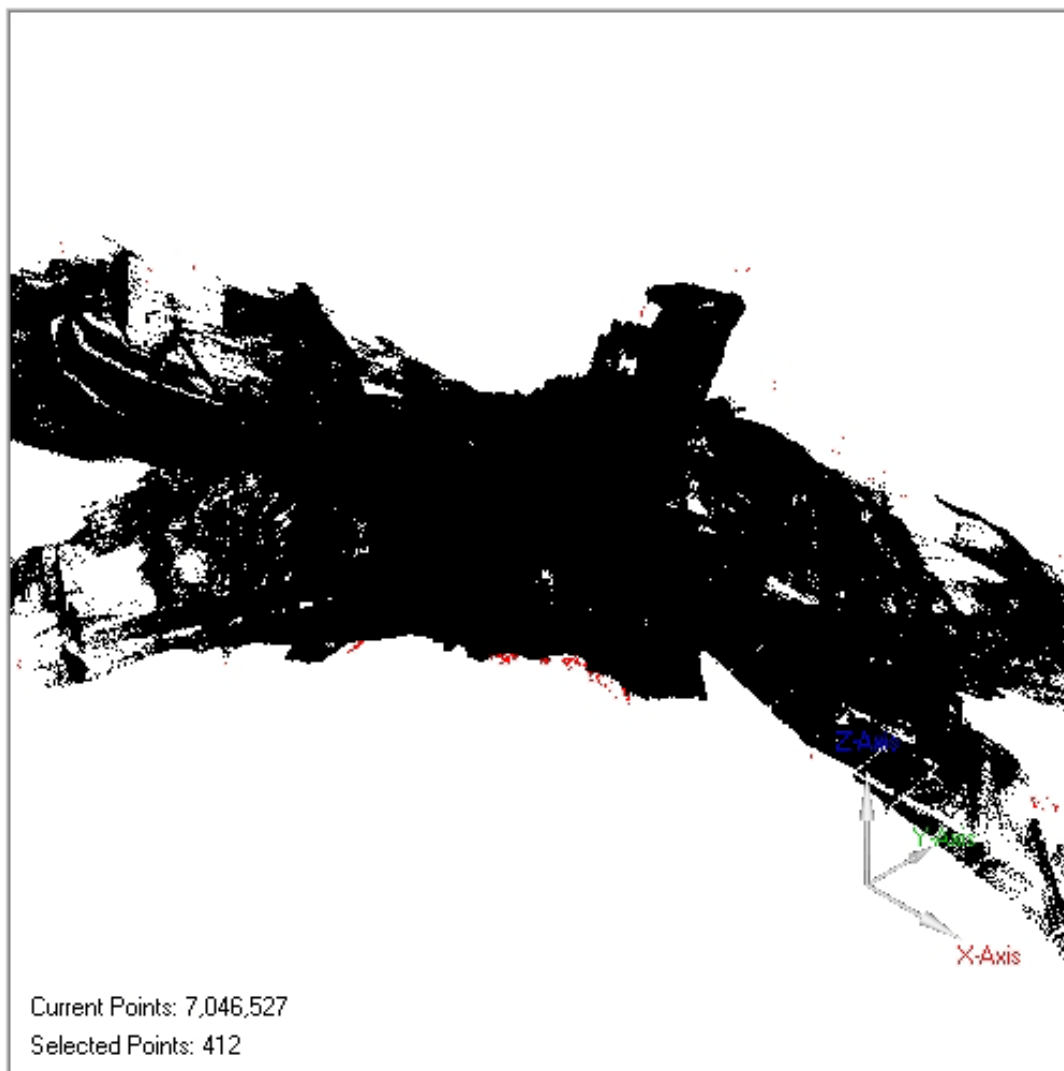 Z-Axis
Y-Axis
X-Axis
Current Points: 7,046,527
Selected Points: 412